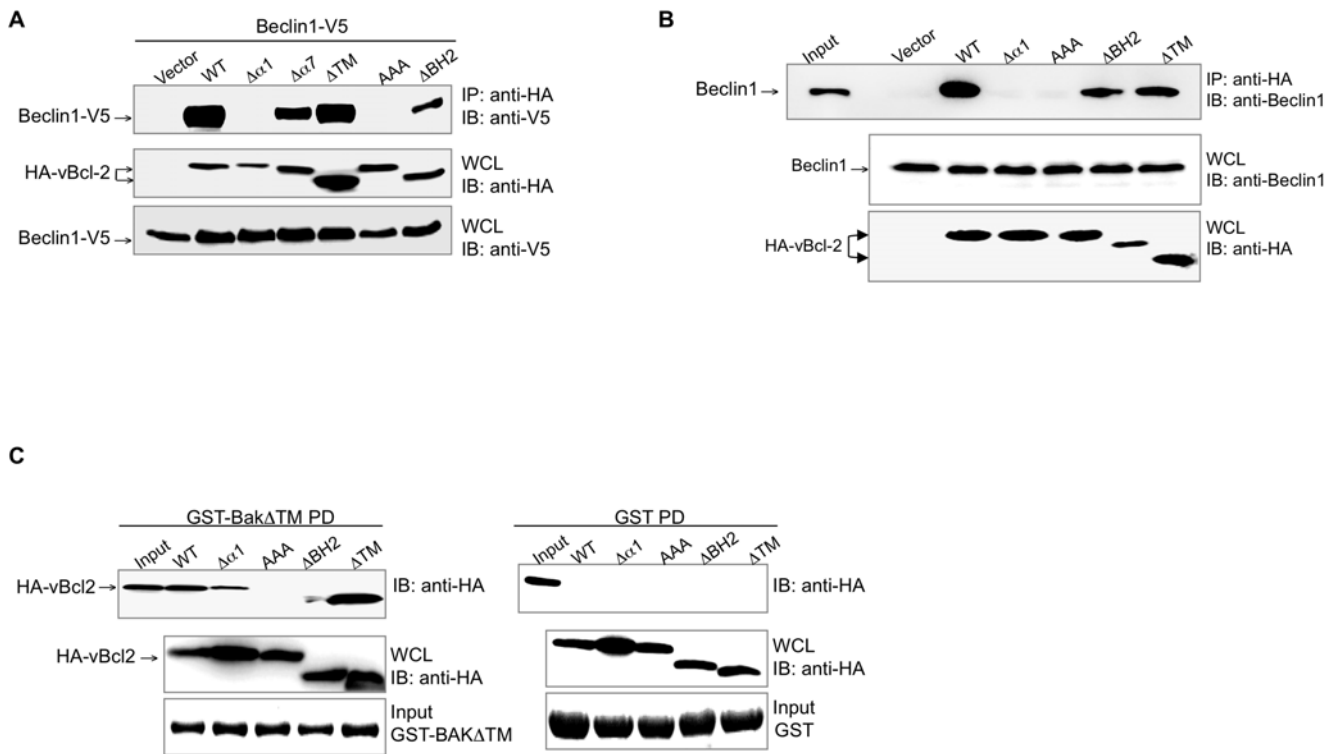 A
Beclin1-V5
Vector WT Δα1 Δα7 ΔTM AAA ΔBH2
Beclin1-V5
IP: anti-HA
IB: anti-V5
HA-vBcl-2
WCL
IB: anti-HA
Beclin1-V5
WCL
IB: anti-V5
B
Input Vector WT Δα1 AAA ΔBH2 ΔTM
Beclin1
IP: anti-HA
IB: anti-Beclin1
Beclin1
WCL
IB: anti-Beclin1
HA-vBcl-2
WCL
IB: anti-HA
C
GST-BakΔTM PD
Input WT Δα1 AAA ΔBH2 ΔTM
HA-vBcl2
IB: anti-HA
HA-vBcl2
WCL
IB: anti-HA
Input
GST-BAKΔTM
GST PD
Input WT Δα1 AAA ΔBH2 ΔTM
IB: anti-HA
WCL
IB: anti-HA
Input
GST